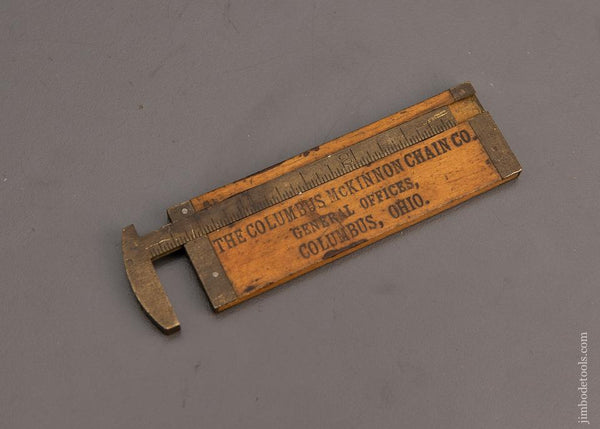 THE COLUMBUS McKINNON CHAIN CO.
GENERAL OFFICES,
COLUMBUS, OHIO.
jimbodetools.com